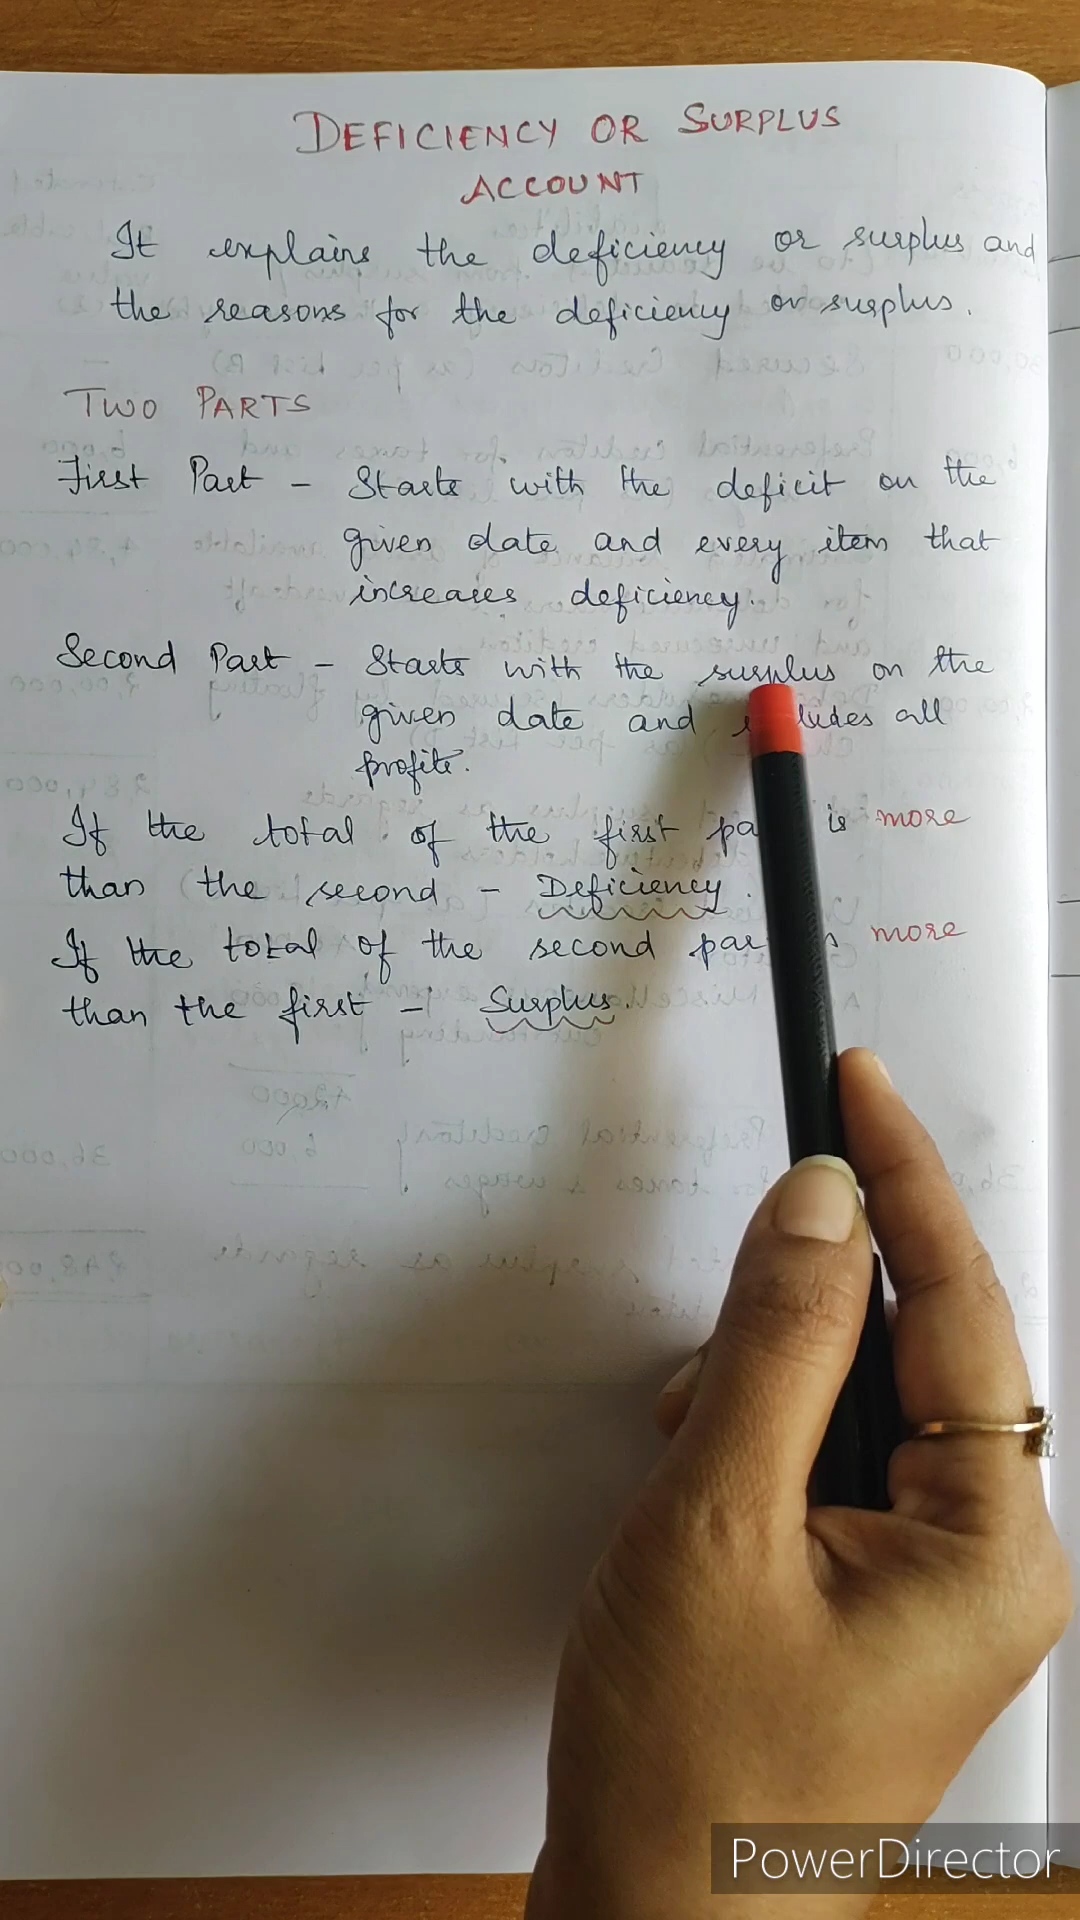 DEFICIENCY OR SURPLUS
ACCOUNT
It explains the deficiency or surplus and
the reasons for the deficiency or surplus.
TWO PARTS
First Part - Starts with the deficit on the
given date and every item that
increases deficiency.
Second Part - Starts with the surplus on the
given date and all
profits.
If the total of the first is more
than the second - Deficiency.
If the total of the second more
than the first - Surplus.
PowerDirector